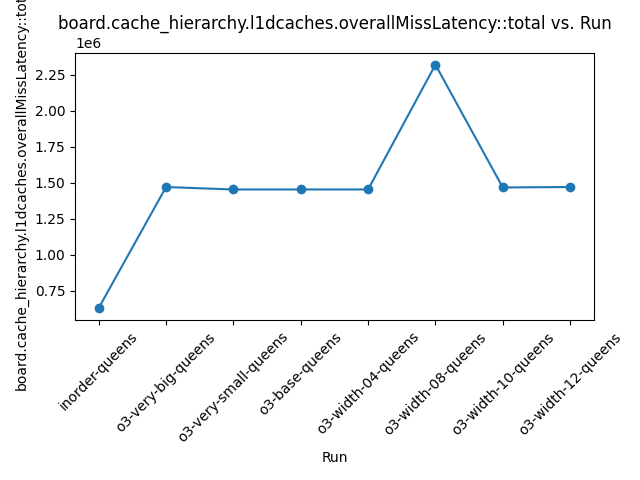 board.cache_hierarchy.l1dcaches.overallMissLatency::total vs. Run
1e6
2.25
2.00
1.75
1.50
1.25
1.00
0.75
board.cache_hierarchy.l1dcaches.overallMissLatency::tot
inorder-queens
o3-very-big-queens
o3-very-small-queens
o3-base-queens
o3-width-04-queens
o3-width-08-queens
o3-width-10-queens
o3-width-12-queens
Run